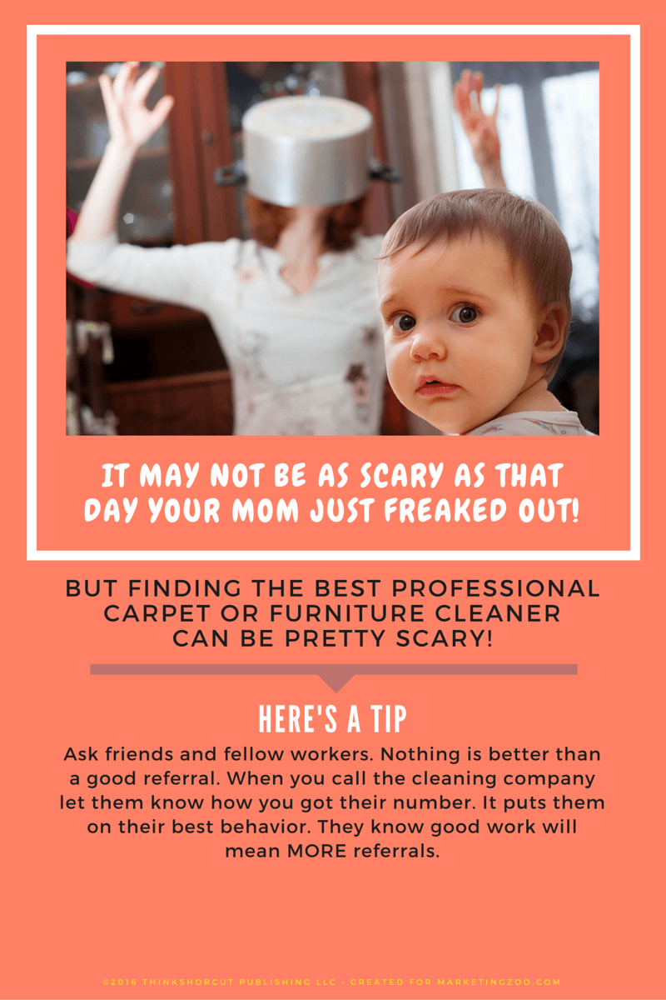 IT MAY NOT BE AS SCARY AS THAT
DAY YOUR MOM JUST FREAKED OUT!
BUT FINDING THE BEST PROFESSIONAL
CARPET OR FURNITURE CLEANER
CAN BE PRETTY SCARY!
HERE'S A TIP
Ask friends and fellow workers. Nothing is better than
a good referral. When you call the cleaning company
let them know how you got their number. It puts them
on their best behavior. They know good work will
mean MORE referrals.
©2016 THINKSHORCUT PUBLISHING LLC - CREATED FOR MARKETINGZOO.COM